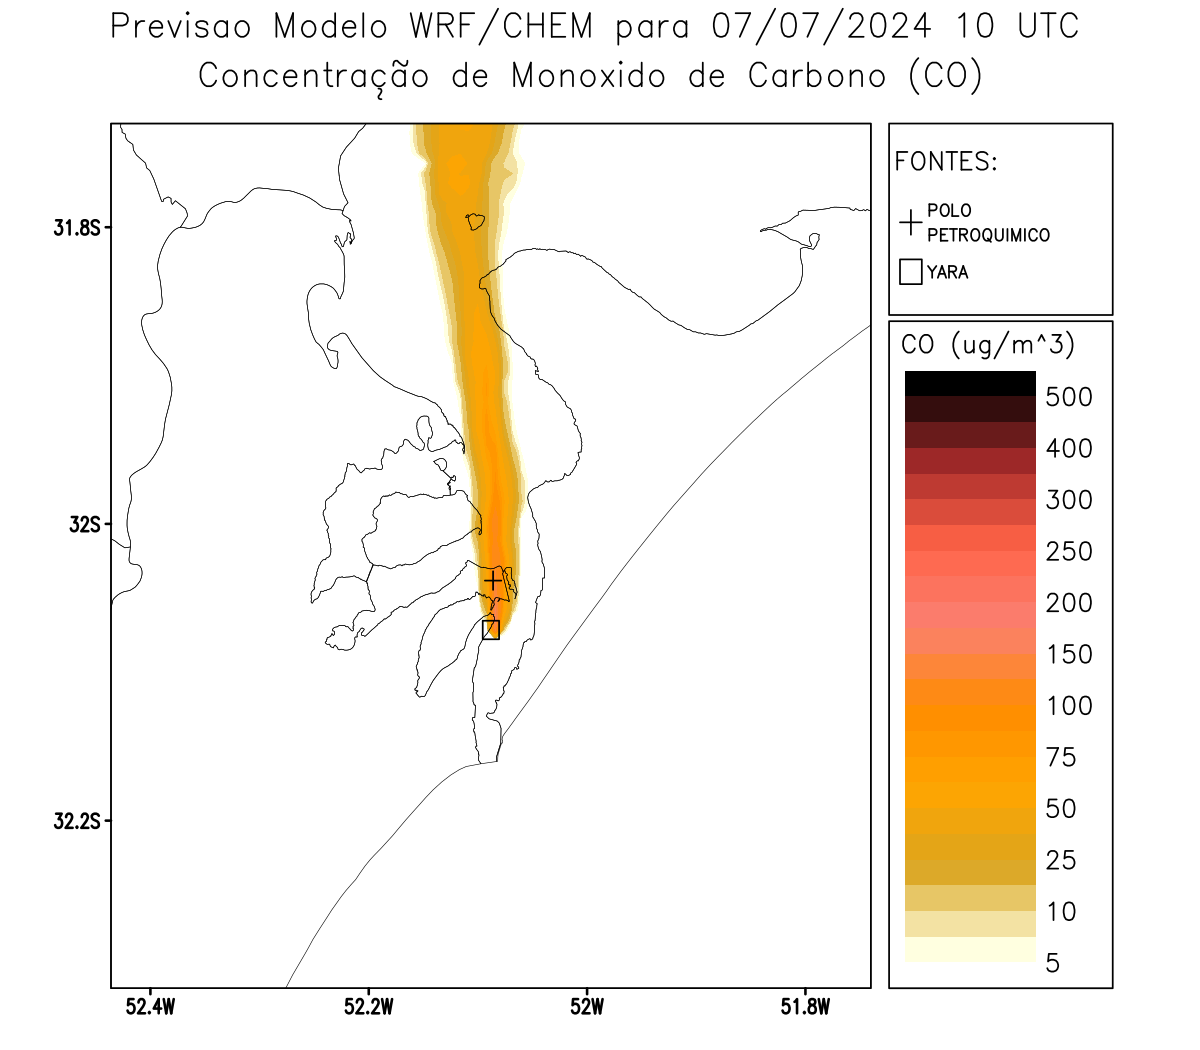 Previsao Modelo WRF/CHEM para 07/07/2024 10 UTC
Concentração de Monoxido de Carbono (CO)
FONTES:
POLO
PETROQUIMICO
YARA
CO (ug/m^3)
500
400
300
250
200
150
100
75
50
25
10
5
31.8S
32S
32.2S
52.4W
52.2W
52W
51.8W